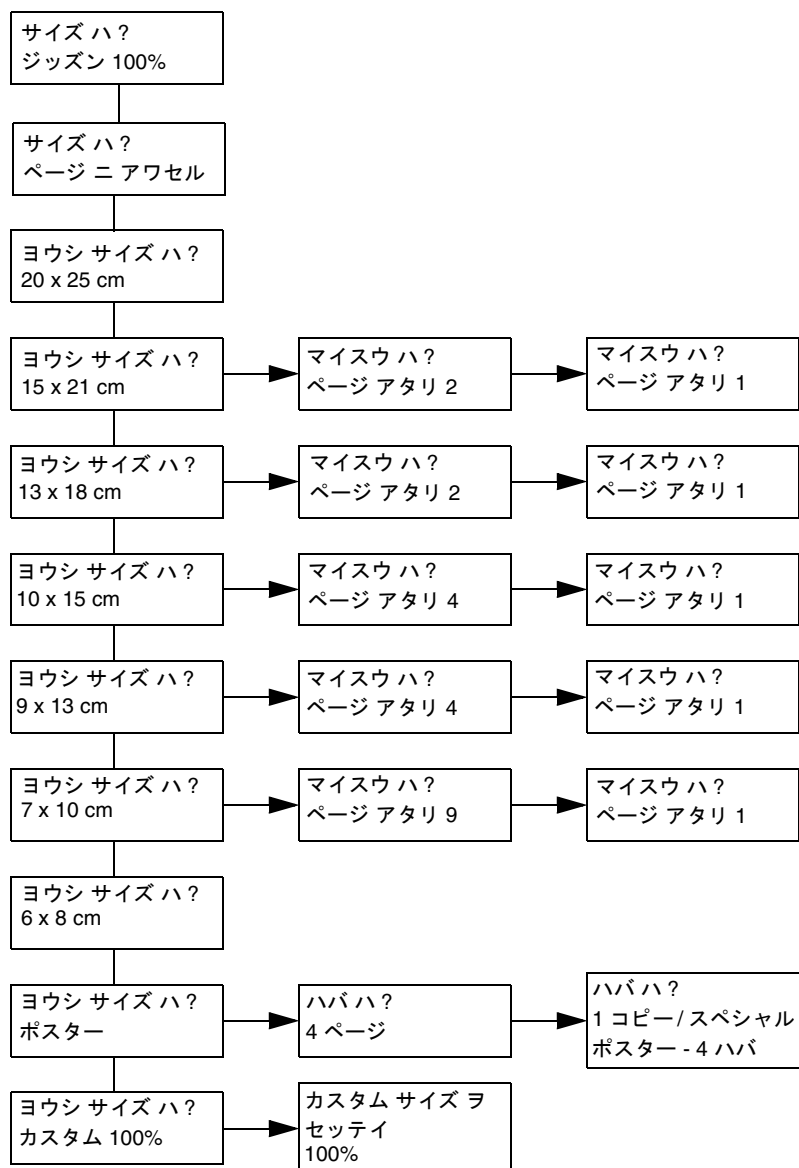 サイズ ハ ?
ジッズン 100%
サイズ ハ ?
ページ ニ アワセル
ヨウシ サイズ ハ ?
20 x 25 cm
ヨウシ サイズ ハ ?
15 x 21 cm
マイスウ ハ ?
ページ アタリ 2
マイスウ ハ ?
ページ アタリ 1
ヨウシ サイズ ハ ?
13 x 18 cm
マイスウ ハ ?
ページ アタリ 2
マイスウ ハ ?
ページ アタリ 1
ヨウシ サイズ ハ ?
10 x 15 cm
マイスウ ハ ?
ページ アタリ 4
マイスウ ハ ?
ページ アタリ 1
ヨウシ サイズ ハ ?
9 x 13 cm
マイスウ ハ ?
ページ アタリ 4
マイスウ ハ ?
ページ アタリ 1
ヨウシ サイズ ハ ?
7 x 10 cm
マイスウ ハ ?
ページ アタリ 9
マイスウ ハ ?
ページ アタリ 1
ヨウシ サイズ ハ ?
6 x 8 cm
ヨウシ サイズ ハ ?
ポスター
ハバ ハ ?
4 ページ
ハバ ハ ?
1 コピー / スペシャル
ポスター - 4 ハバ
ヨウシ サイズ ハ ?
カスタム 100%
カスタム サイズ ヲ
セッテイ
100%